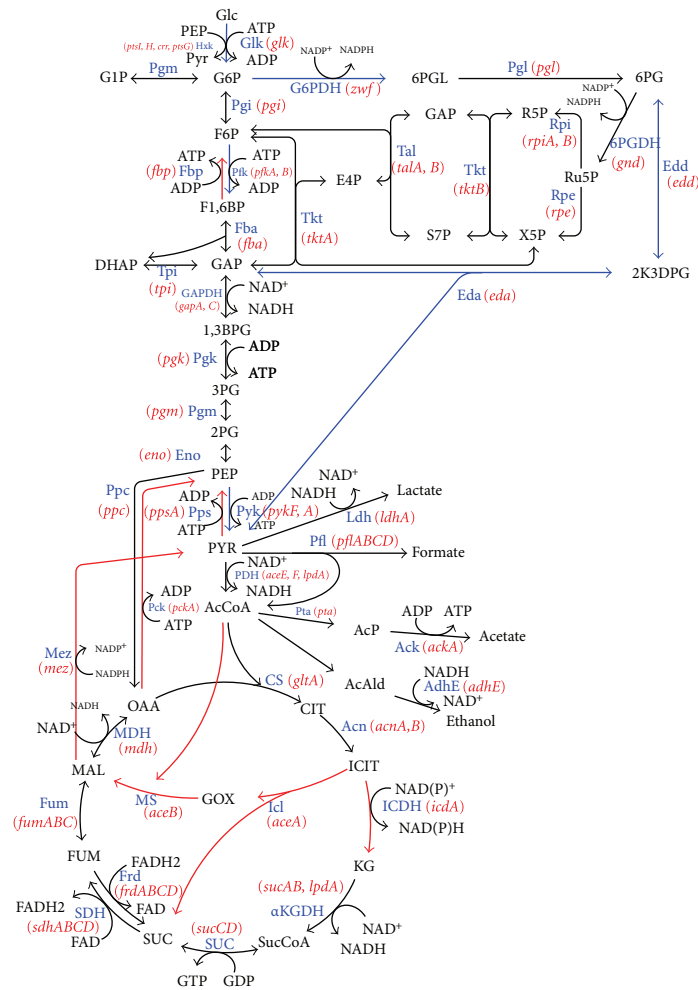 Glc
PEP ATP
(ptsI, H, crr, ptsG) Hxk Glk (glk)
Pyr ADP
G1P Pgm G6P G6PDH (zwf) NADP+ NADPH 6PGL Pgl (pgl) 6PG
Pgi (pgi)
NADP+
NADPH
6PGDH
(gnd)
Edd
(edd)
F6P
GAP R5P
Rpi
(rpiA, B)
Tal
(talA, B)
Tkt
(tktB)
Ru5P
Rpe
(rpe)
ATP ATP
(fbp) Fbp Pfk (pfkA, B)
ADP ADP
E4P
F1,6BP
Tkt
(tktA)
S7P X5P
Fba
(fba)
DHAP Tpi GAP
(tpi)
2K3DPG
Eda (eda)
GAPDH NAD+
(gapA, C) NADH
1,3BPG
ADP
(pgk) Pgk
ATP
3PG
(pgm) Pgm
2PG
(eno) Eno
PEP
Ppc
(ppc)
ADP ADP
(ppsA) Pps Pyk (pykF, A)
ATP ATP
NAD+
NADH
Lactate
Ldh (ldhA)
PYR Pfl (pflABCD) Formate
NAD+
PDH (aceE, F, lpdA)
NADH
ADP
Pck (pckA)
ATP
AcCoA
Pta (pta)
AcP
ADP ATP
Ack (ackA)
Acetate
Mez
(mez)
NADP+
NADPH
CS (gltA)
AcAld
NADH
AdhE (adhE)
NAD+
Ethanol
NADH
OAA
CIT
NAD+
MDH
(mdh)
Acn (acnA,B)
MAL
ICIT
MS
(aceB)
GOX
Icl
(aceA)
NAD(P)+
ICDH (icdA)
NAD(P)H
Fum
(fumABC)
FUM
KG
FADH2
Frd
(frdABCD)
FAD
(sucAB, lpdA)
αKGDH
FADH2 SDH
(sdhABCD)
FAD
SUC
(sucCD)
SUC
SucCoA
NAD+
NADH
GTP GDP